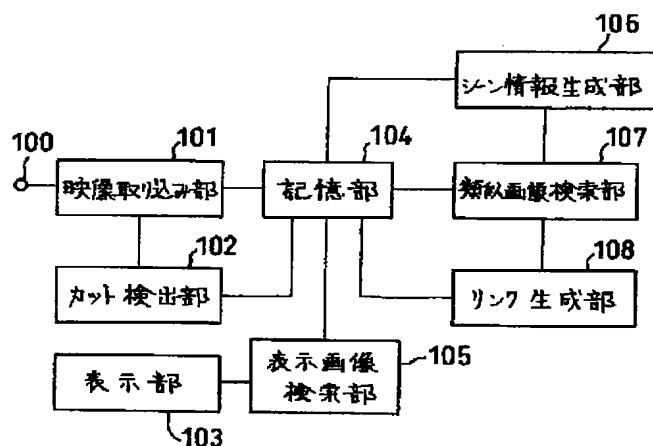 106
シーン情報生成部
100
101
映像取り込み部
104
記憶部
107
類似画像検索部
102
カット検出部
108
リンク生成部
105
表示画像
検索部
表示部
103